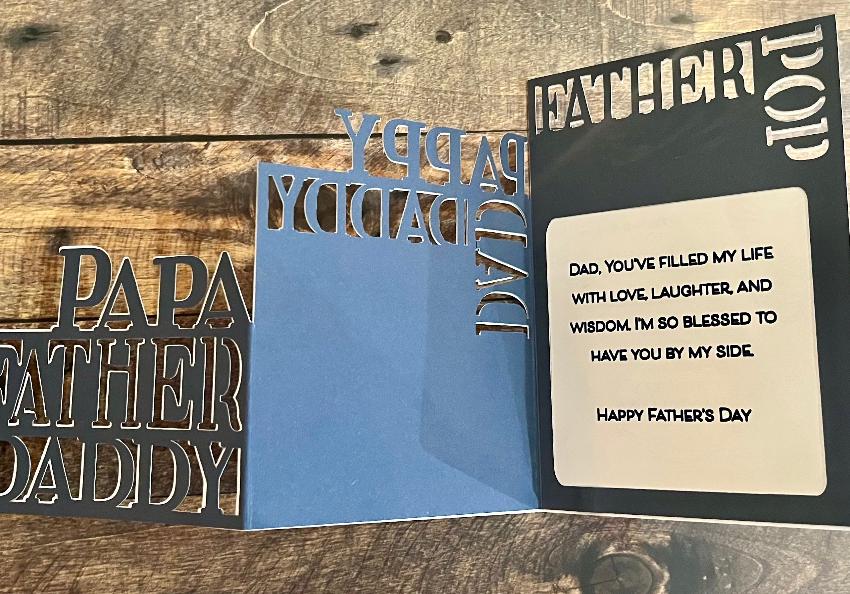 PAPA
FATHER
DADDY
PAPPY
DADDY
DAD
FATHER
POP
DAD, YOU'VE FILLED MY LIFE
WITH LOVE, LAUGHTER, AND
WISDOM. I'M SO BLESSED TO
HAVE YOU BY MY SIDE.
HAPPY FATHER'S DAY